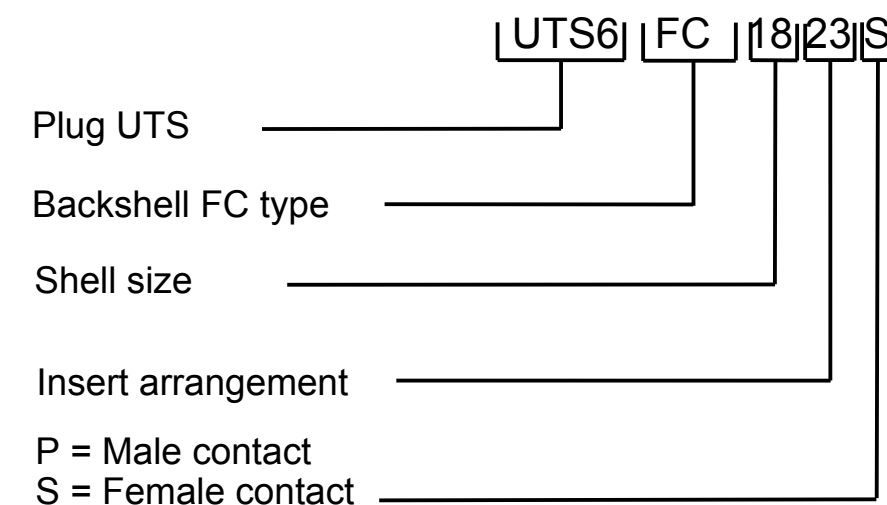 UTS6 FC 18 23 S
Plug UTS
Backshell FC type
Shell size
Insert arrangement
P = Male contact
S = Female contact